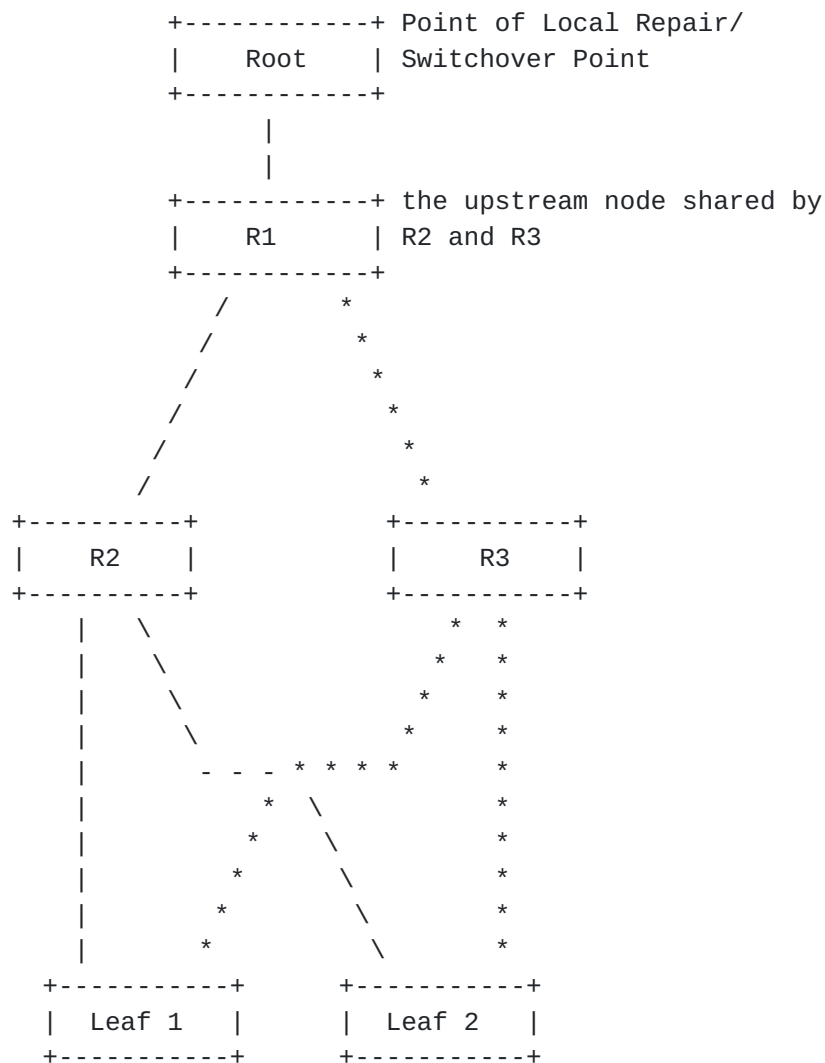 Point of Local Repair/
Root Switchover Point
the upstream node shared by
R1 R2 and R3
R2 R3
Leaf 1 Leaf 2